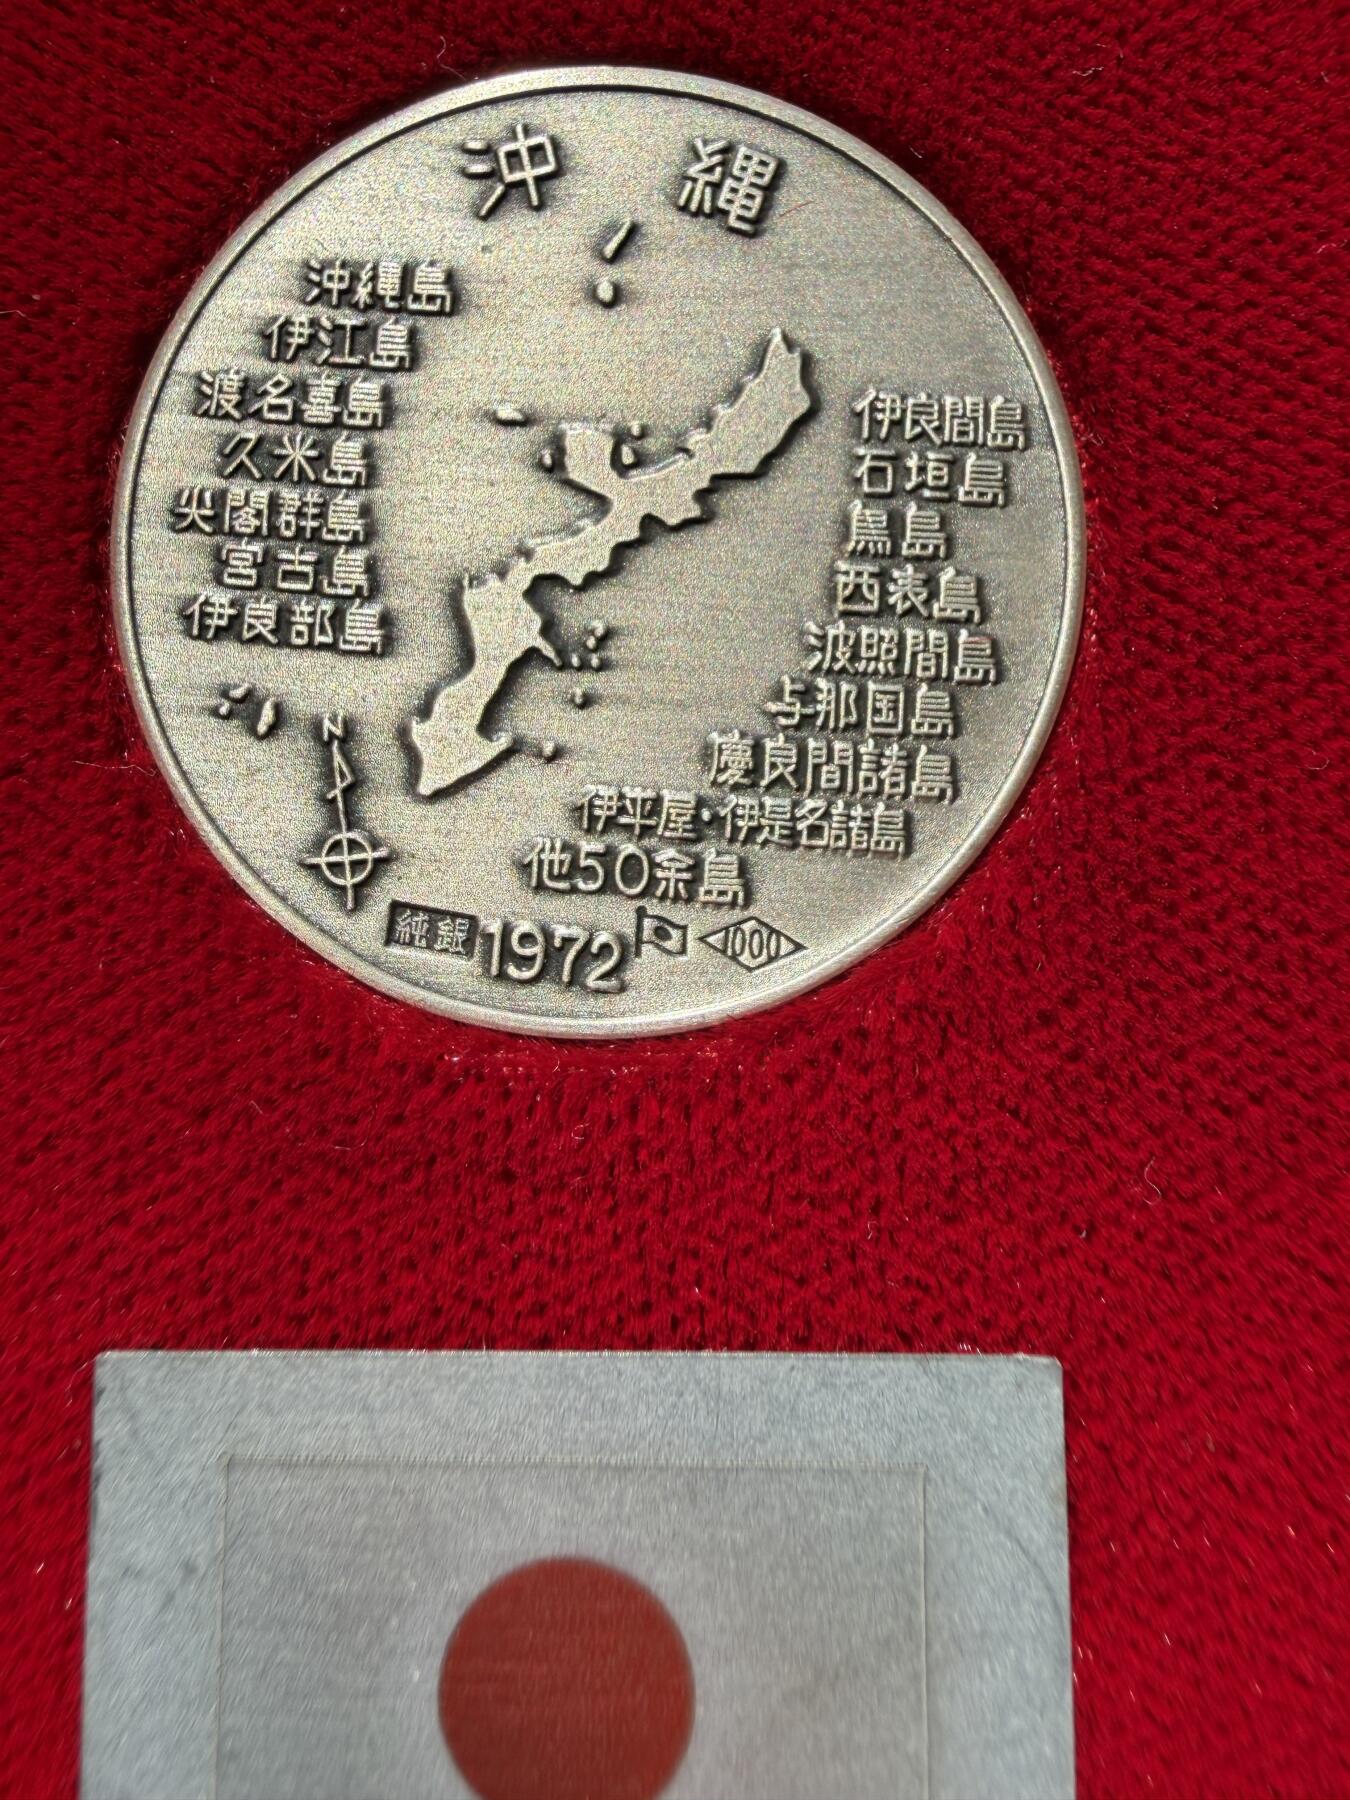 沖縄
沖縄島
伊江島
渡名喜島
久米島
尖閣群島
宮古島
伊良部島
伊良間島
石垣島
鳥島
西表島
波照間島
与那国島
慶良間諸島
伊平屋・伊是名諸島
他50余島
N
純銀 1972 1000